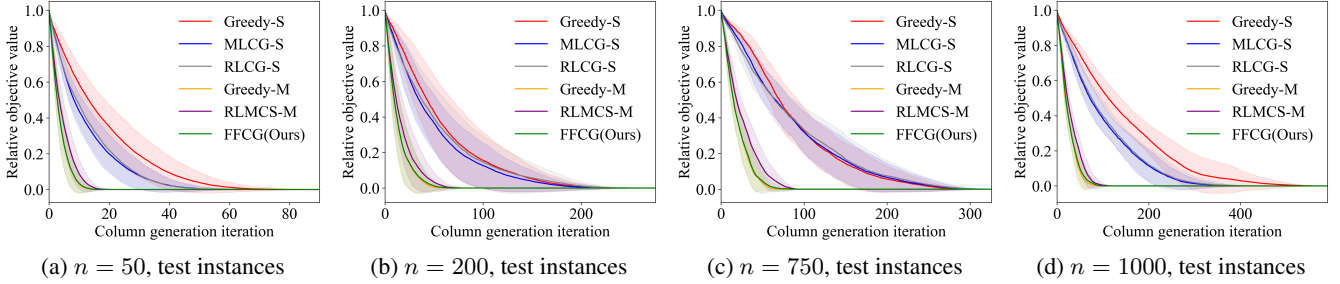 Relative objective value
1.0
0.8
0.6
0.4
0.2
0.0
Greedy-S
MLCG-S
RLCG-S
Greedy-M
RLMCS-M
FFCG(Ours)
0 20 40 60 80
Column generation iteration
(a) n = 50, test instances
Relative objective value
1.0
0.8
0.6
0.4
0.2
0.0
Greedy-S
MLCG-S
RLCG-S
Greedy-M
RLMCS-M
FFCG(Ours)
0 100 200
Column generation iteration
(b) n = 200, test instances
Relative objective value
1.0
0.8
0.6
0.4
0.2
0.0
Greedy-S
MLCG-S
RLCG-S
Greedy-M
RLMCS-M
FFCG(Ours)
0 100 200 300
Column generation iteration
(c) n = 750, test instances
Relative objective value
1.0
0.8
0.6
0.4
0.2
0.0
Greedy-S
MLCG-S
RLCG-S
Greedy-M
RLMCS-M
FFCG(Ours)
0 200 400
Column generation iteration
(d) n = 1000, test instances